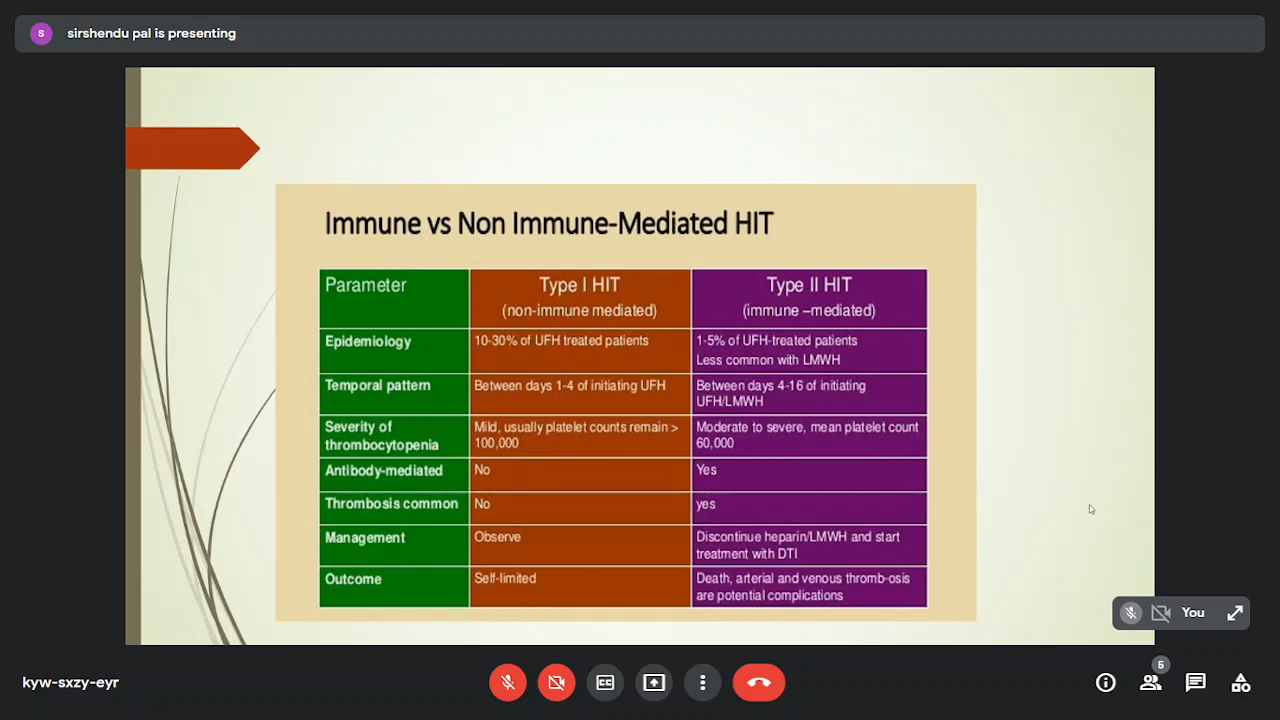 S
sirshendu pal is presenting
Immune vs Non Immune-Mediated HIT
Parameter
Type I HIT
(non-immune mediated)
Type II HIT
(immune –mediated)
Epidemiology
10-30% of UFH treated patients
1-5% of UFH-treated patients
Less common with LMWH
Temporal pattern
Between days 1-4 of initiating UFH
Between days 4-16 of initiating
UFH/LMWH
Severity of
thrombocytopenia
Mild, usually platelet counts remain >
100,000
Moderate to severe, mean platelet count
60,000
Antibody-mediated
No
Yes
Thrombosis common
No
yes
Management
Observe
Discontinue heparin/LMWH and start
treatment with DTI
Outcome
Self-limited
Death, arterial and venous thromb-osis
are potential complications
You
kyw-sxzy-eyr
CC
5